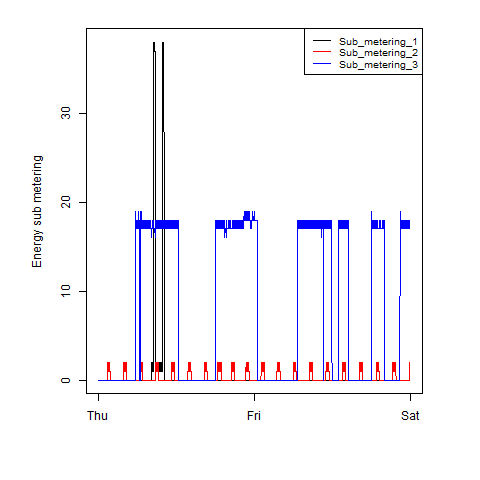 Sub_metering_1
Sub_metering_2
Sub_metering_3
Energy sub metering
30
20
10
0
Thu Fri Sat